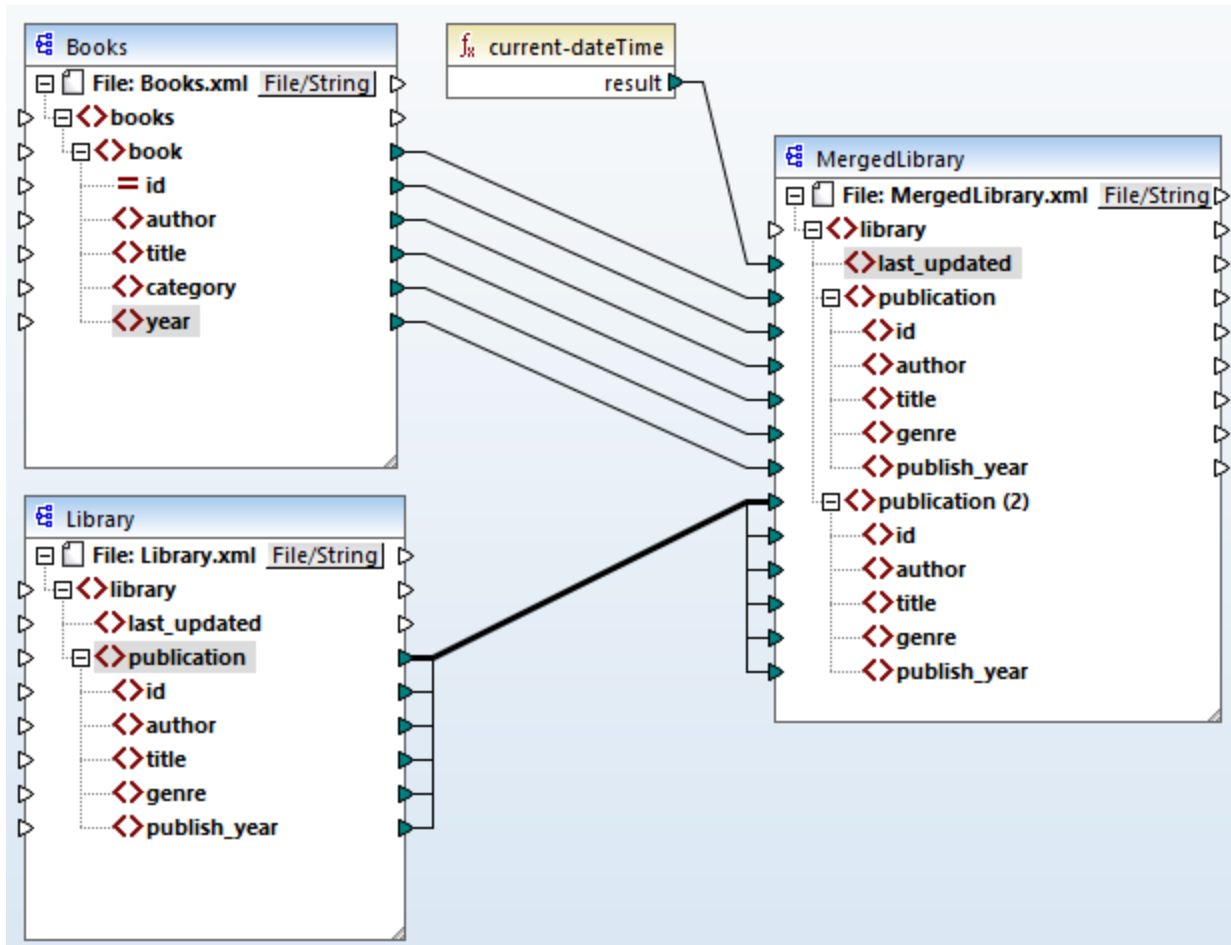 Books
File: Books.xml File/String
books
book
id
author
title
category
year
fx current-dateTime
result
MergedLibrary
File: MergedLibrary.xml File/String
library
last_updated
publication
id
author
title
genre
publish_year
publication (2)
id
author
title
genre
publish_year
Library
File: Library.xml File/String
library
last_updated
publication
id
author
title
genre
publish_year